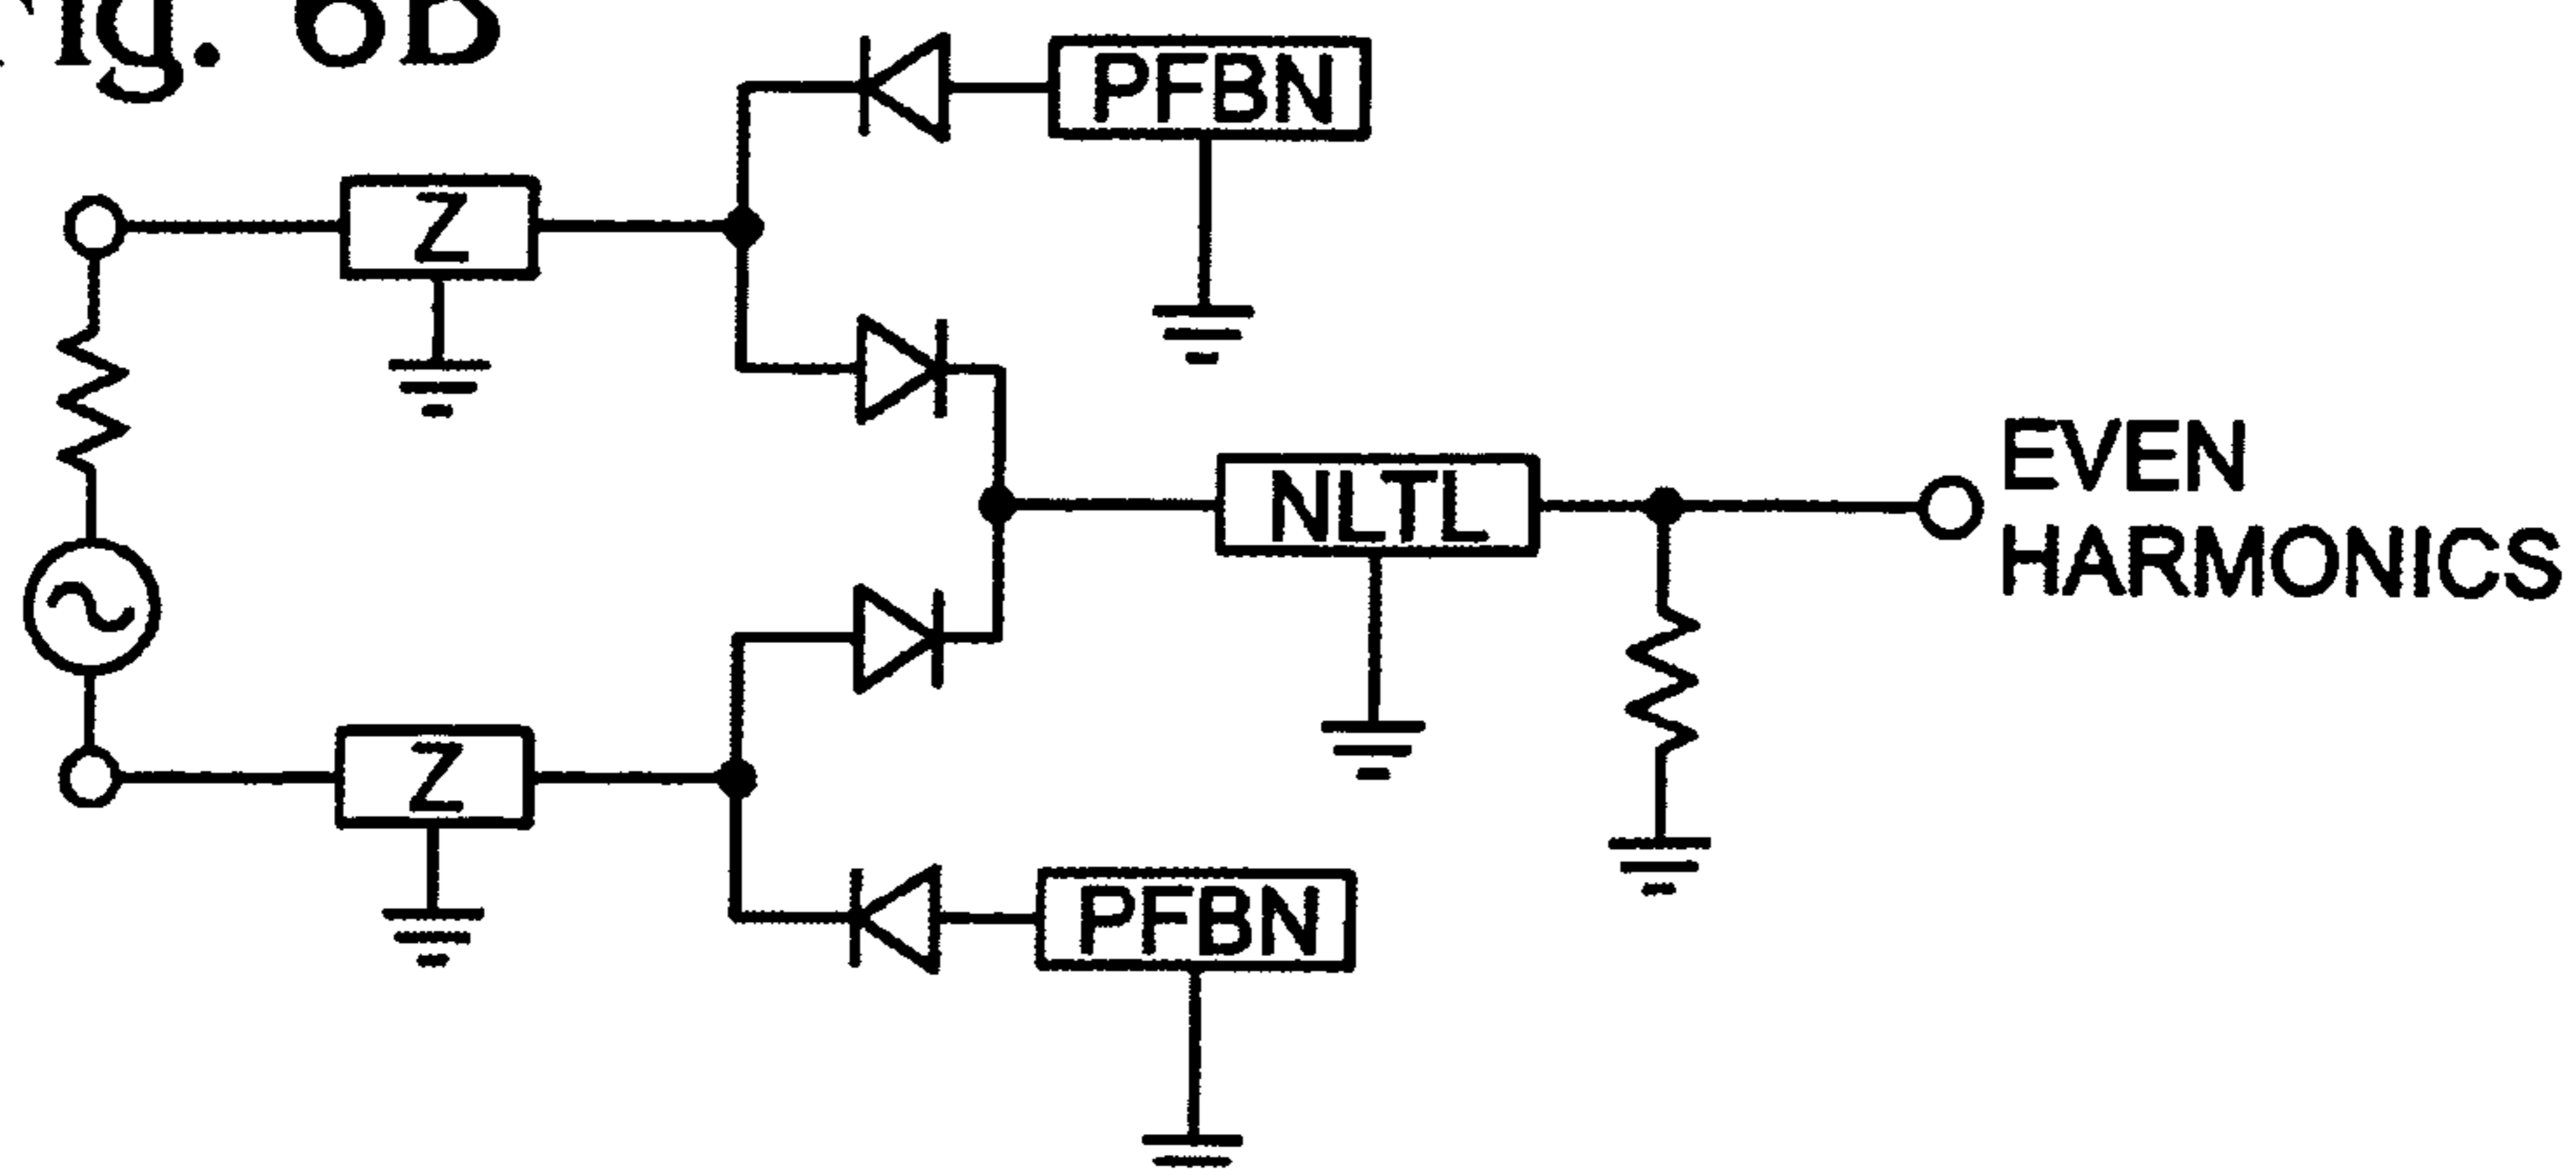 Fig. 6B
PFBN
Z
NLTL
EVEN
HARMONICS
Z
PFBN